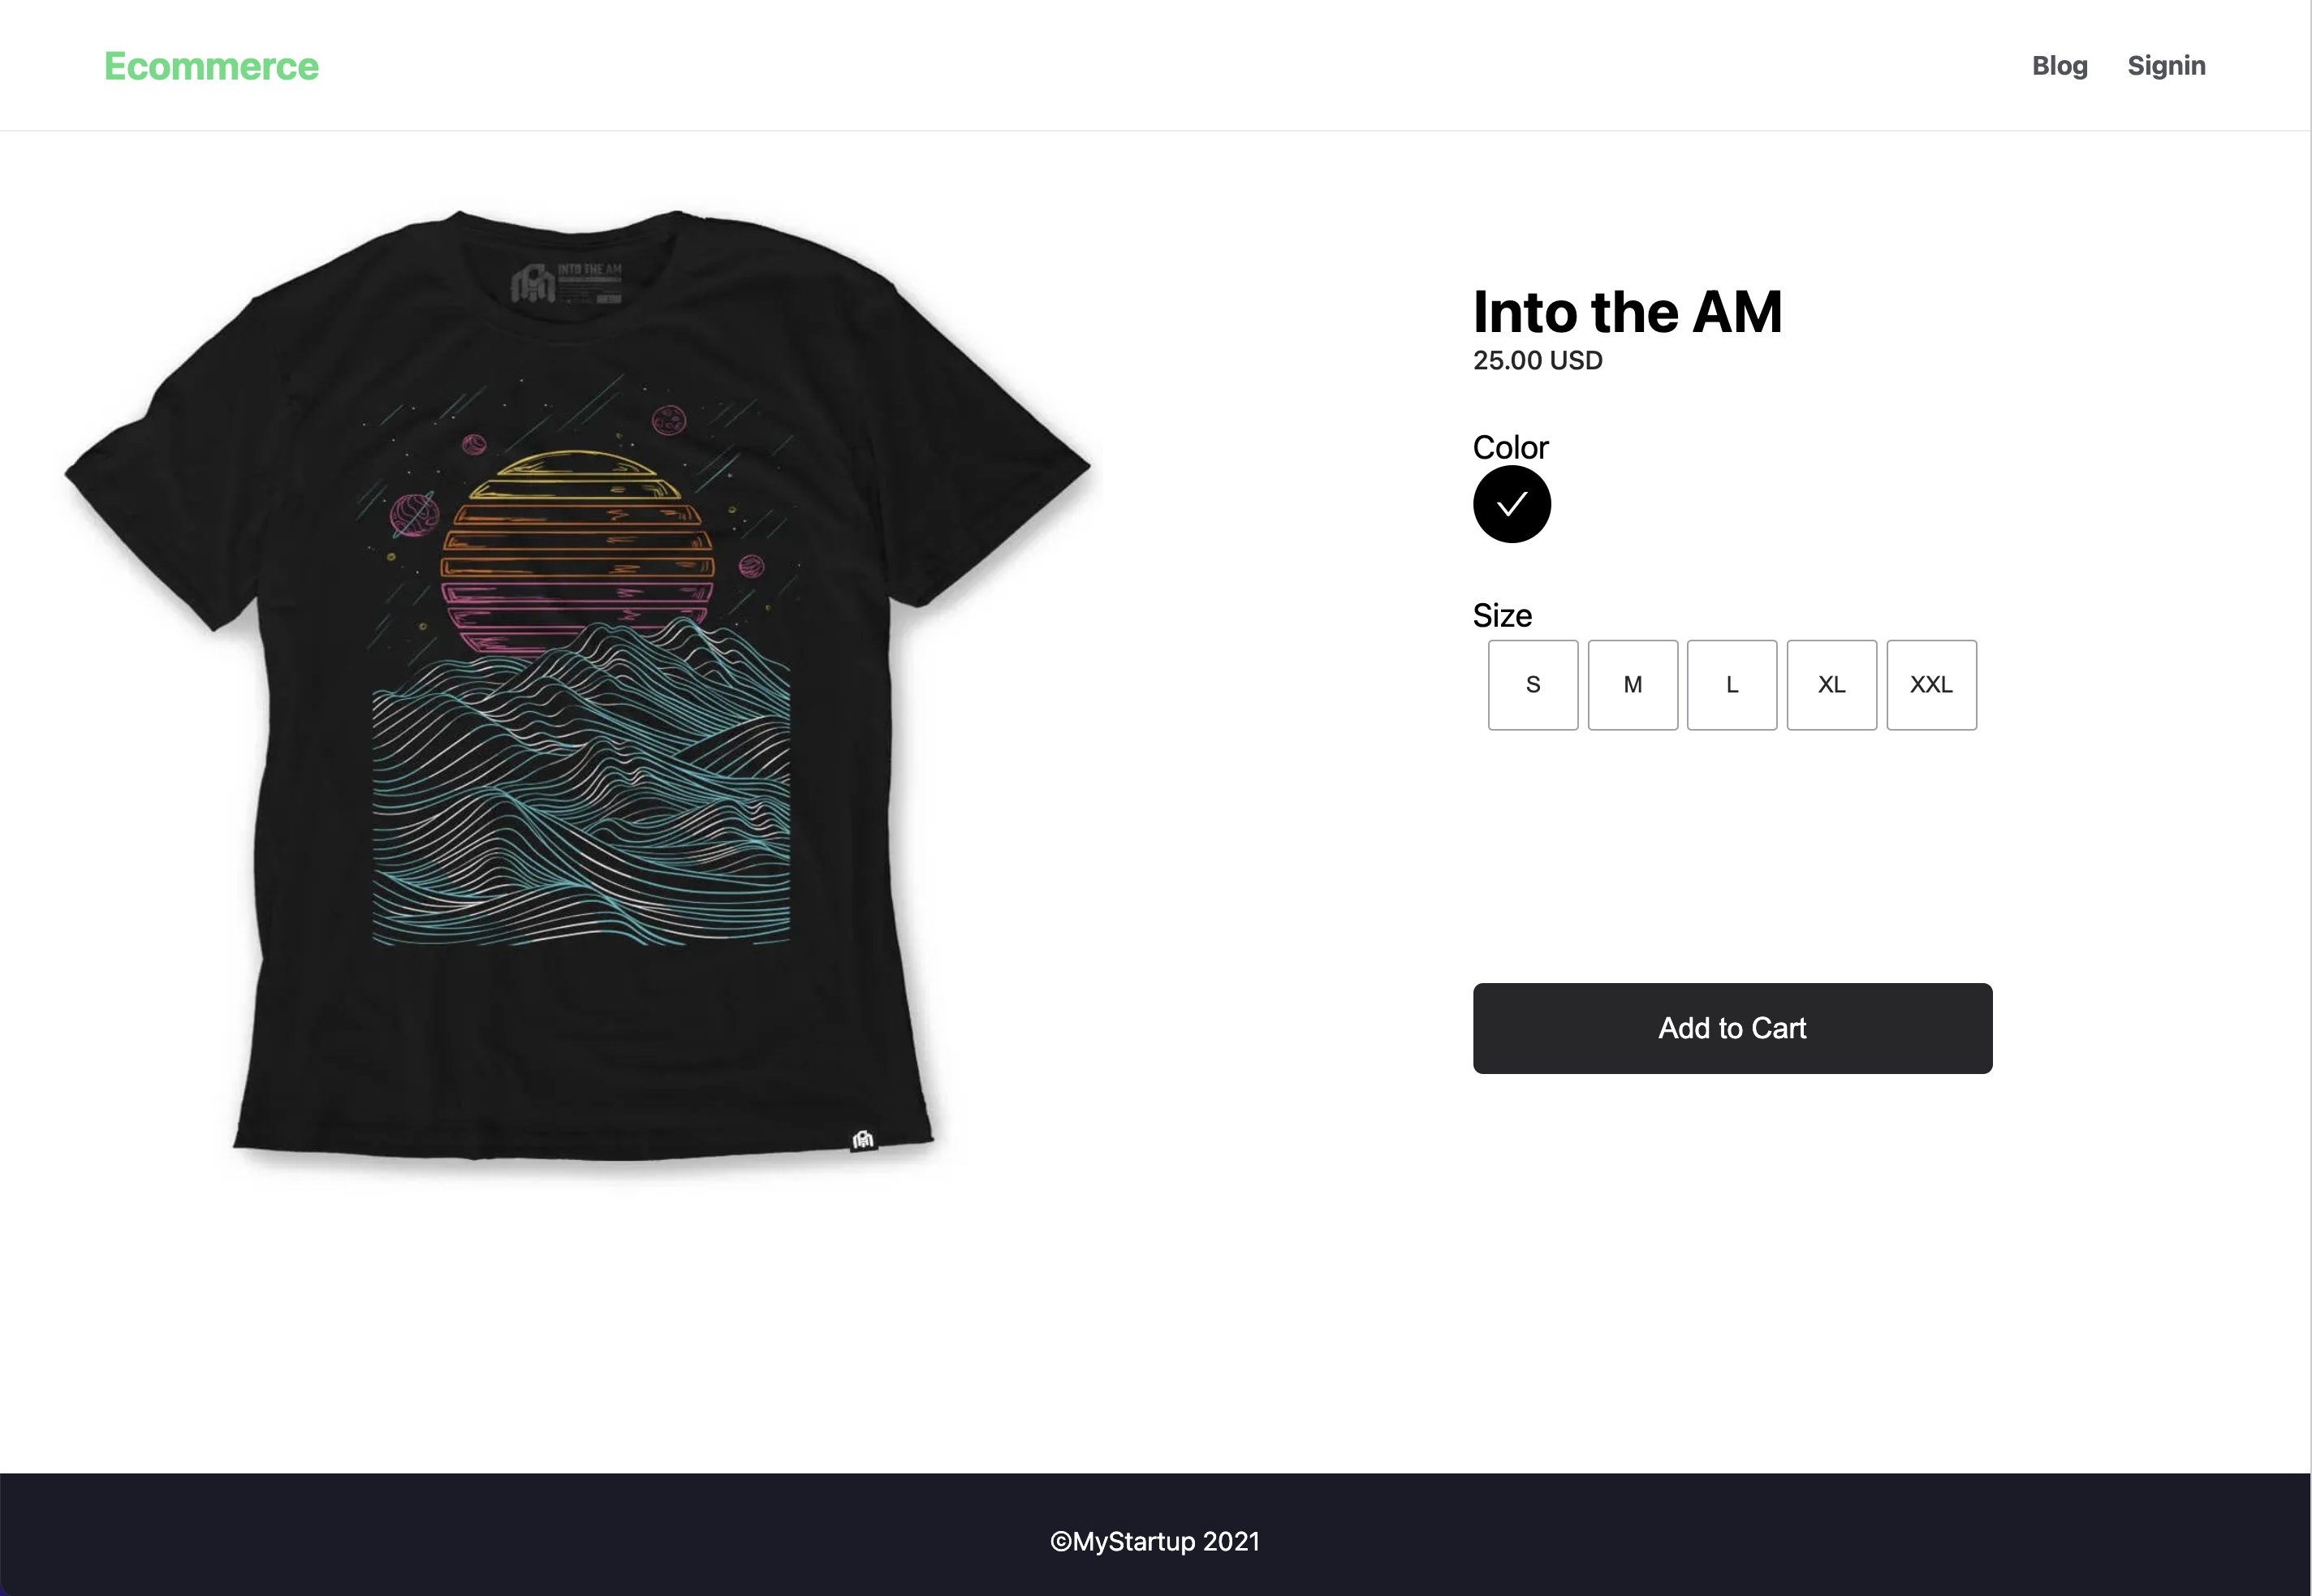 Ecommerce
Blog
Signin
INTO THE AM
Into the AM
25.00 USD
Color
Size
S
M
L
XL
XXL
Add to Cart
©MyStartup 2021